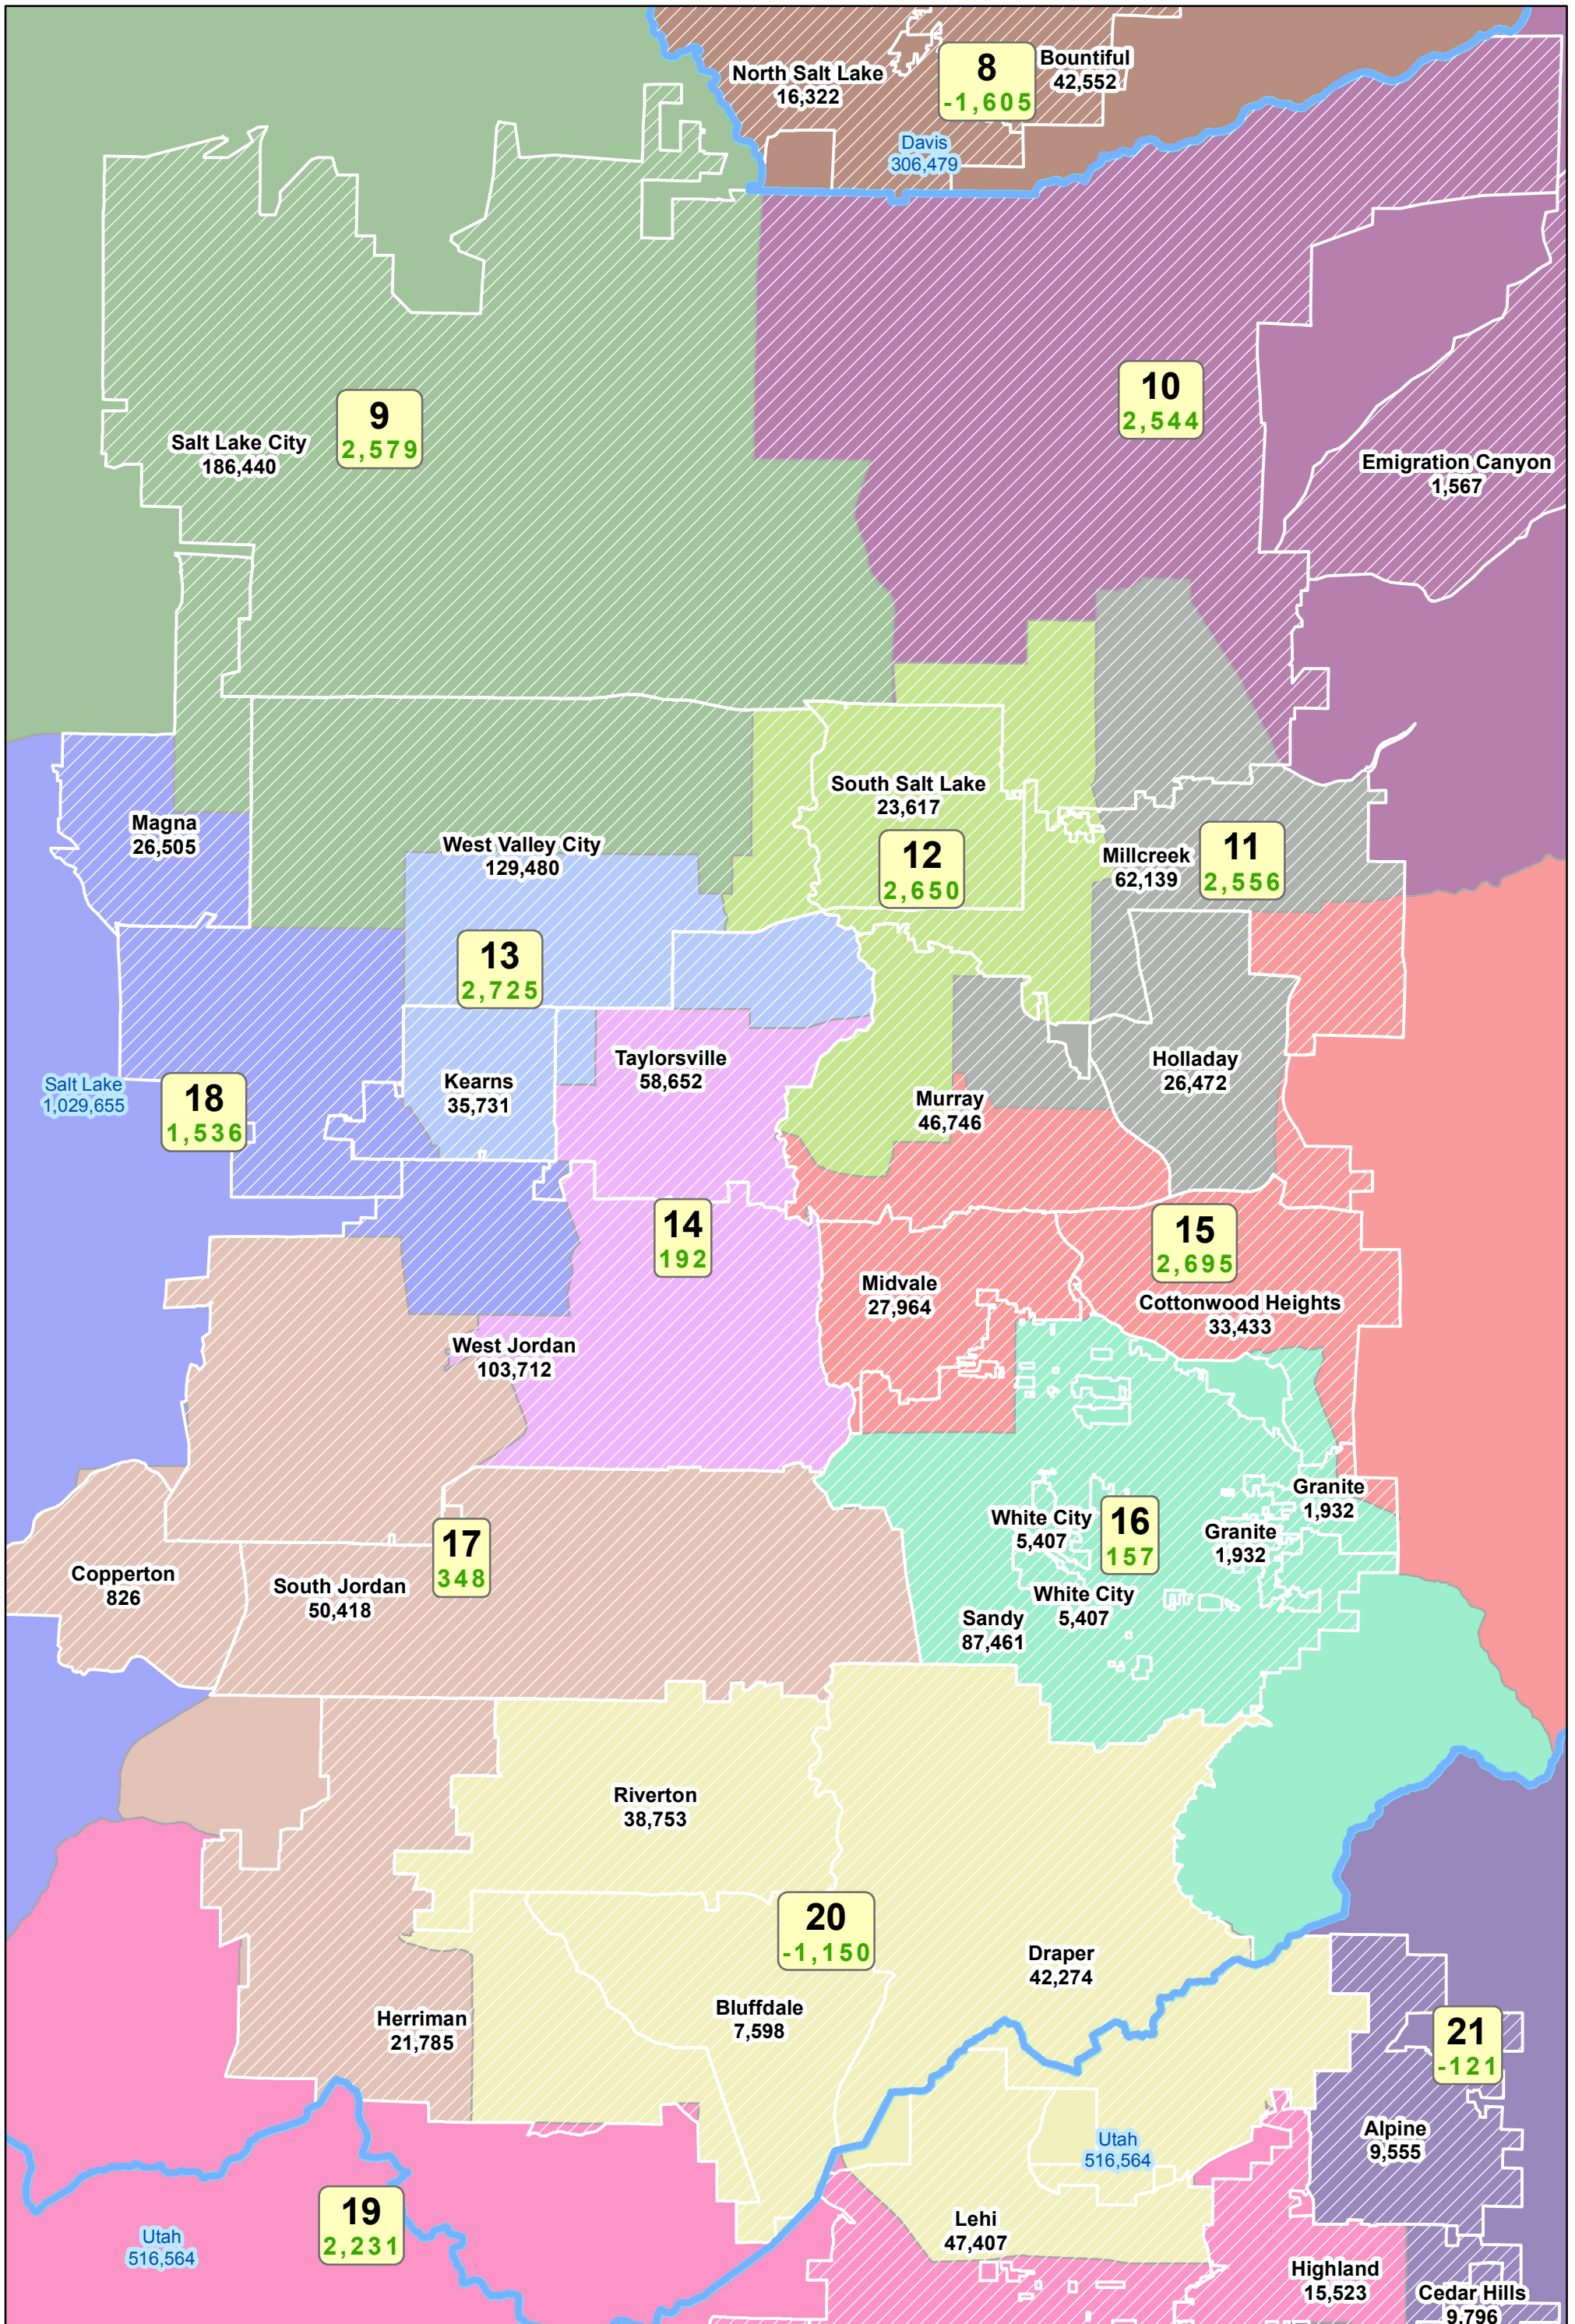 North Salt Lake
16,322
8
-1,605
Bountiful
42,552
Davis
306,479
9
2,579
Salt Lake City
186,440
10
2,544
Emigration Canyon
1,567
Magna
26,505
West Valley City
129,480
South Salt Lake
23,617
12
2,650
Millcreek
62,139
11
2,556
13
2,725
Salt Lake
1,029,655
18
1,536
Kearns
35,731
Taylorsville
58,652
Murray
46,746
Holladay
26,472
14
192
15
2,695
Midvale
27,964
Cottonwood Heights
33,433
West Jordan
103,712
Copperton
826
South Jordan
50,418
17
348
White City
5,407
16
157
Granite
1,932
Granite
1,932
White City
5,407
Sandy
87,461
Riverton
38,753
20
-1,150
Draper
42,274
Herriman
21,785
Bluffdale
7,598
21
-121
Alpine
9,555
Utah
516,564
19
2,231
Utah
516,564
Lehi
47,407
Highland
15,523
Cedar Hills
9,796